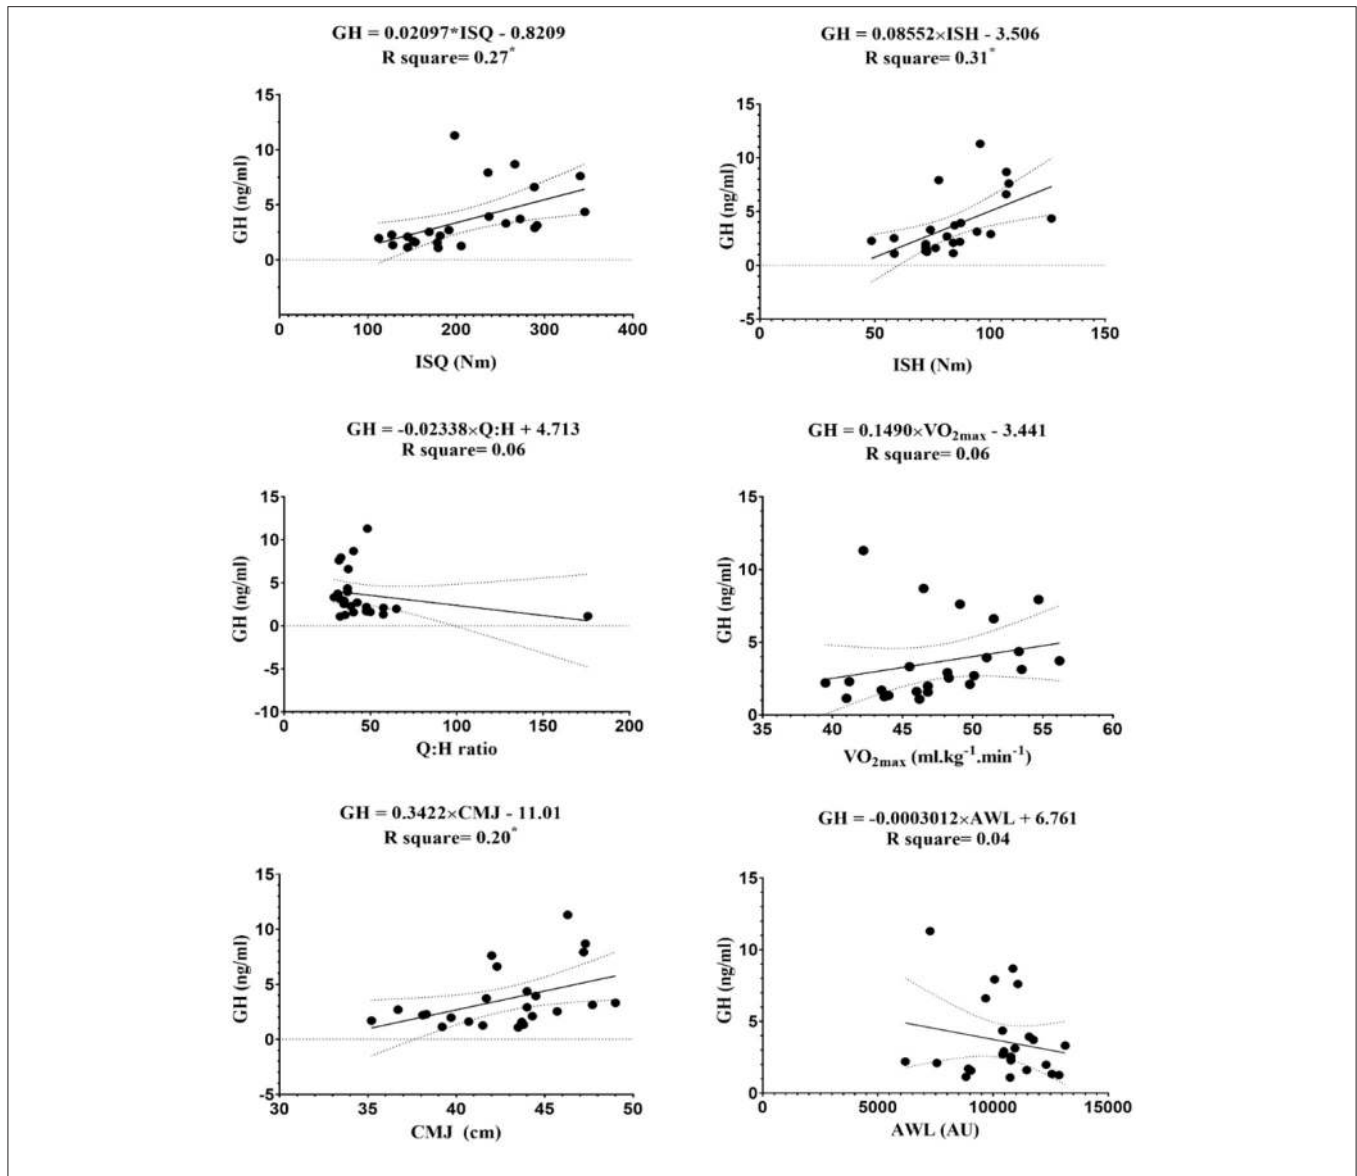 GH = 0.02097*ISQ - 0.8209
R square= 0.27*
15
10
5
0
GH (ng/ml)
0 100 200 300 400
ISQ (Nm)
GH = 0.08552×ISH - 3.506
R square= 0.31*
15
10
5
0
-5
GH (ng/ml)
0 50 100 150
ISH (Nm)
GH = -0.02338×Q:H + 4.713
R square= 0.06
15
10
5
0
-5
-10
GH (ng/ml)
0 50 100 150 200
Q:H ratio
GH = 0.1490×VO₂max - 3.441
R square= 0.06
15
10
5
0
GH (ng/ml)
35 40 45 50 55 60
VO₂max (ml.kg⁻¹.min⁻¹)
GH = 0.3422×CMJ - 11.01
R square= 0.20*
15
10
5
0
-5
GH (ng/ml)
30 35 40 45 50
CMJ (cm)
GH = -0.0003012×AWL + 6.761
R square= 0.04
15
10
5
0
GH (ng/ml)
0 5000 10000 15000
AWL (AU)